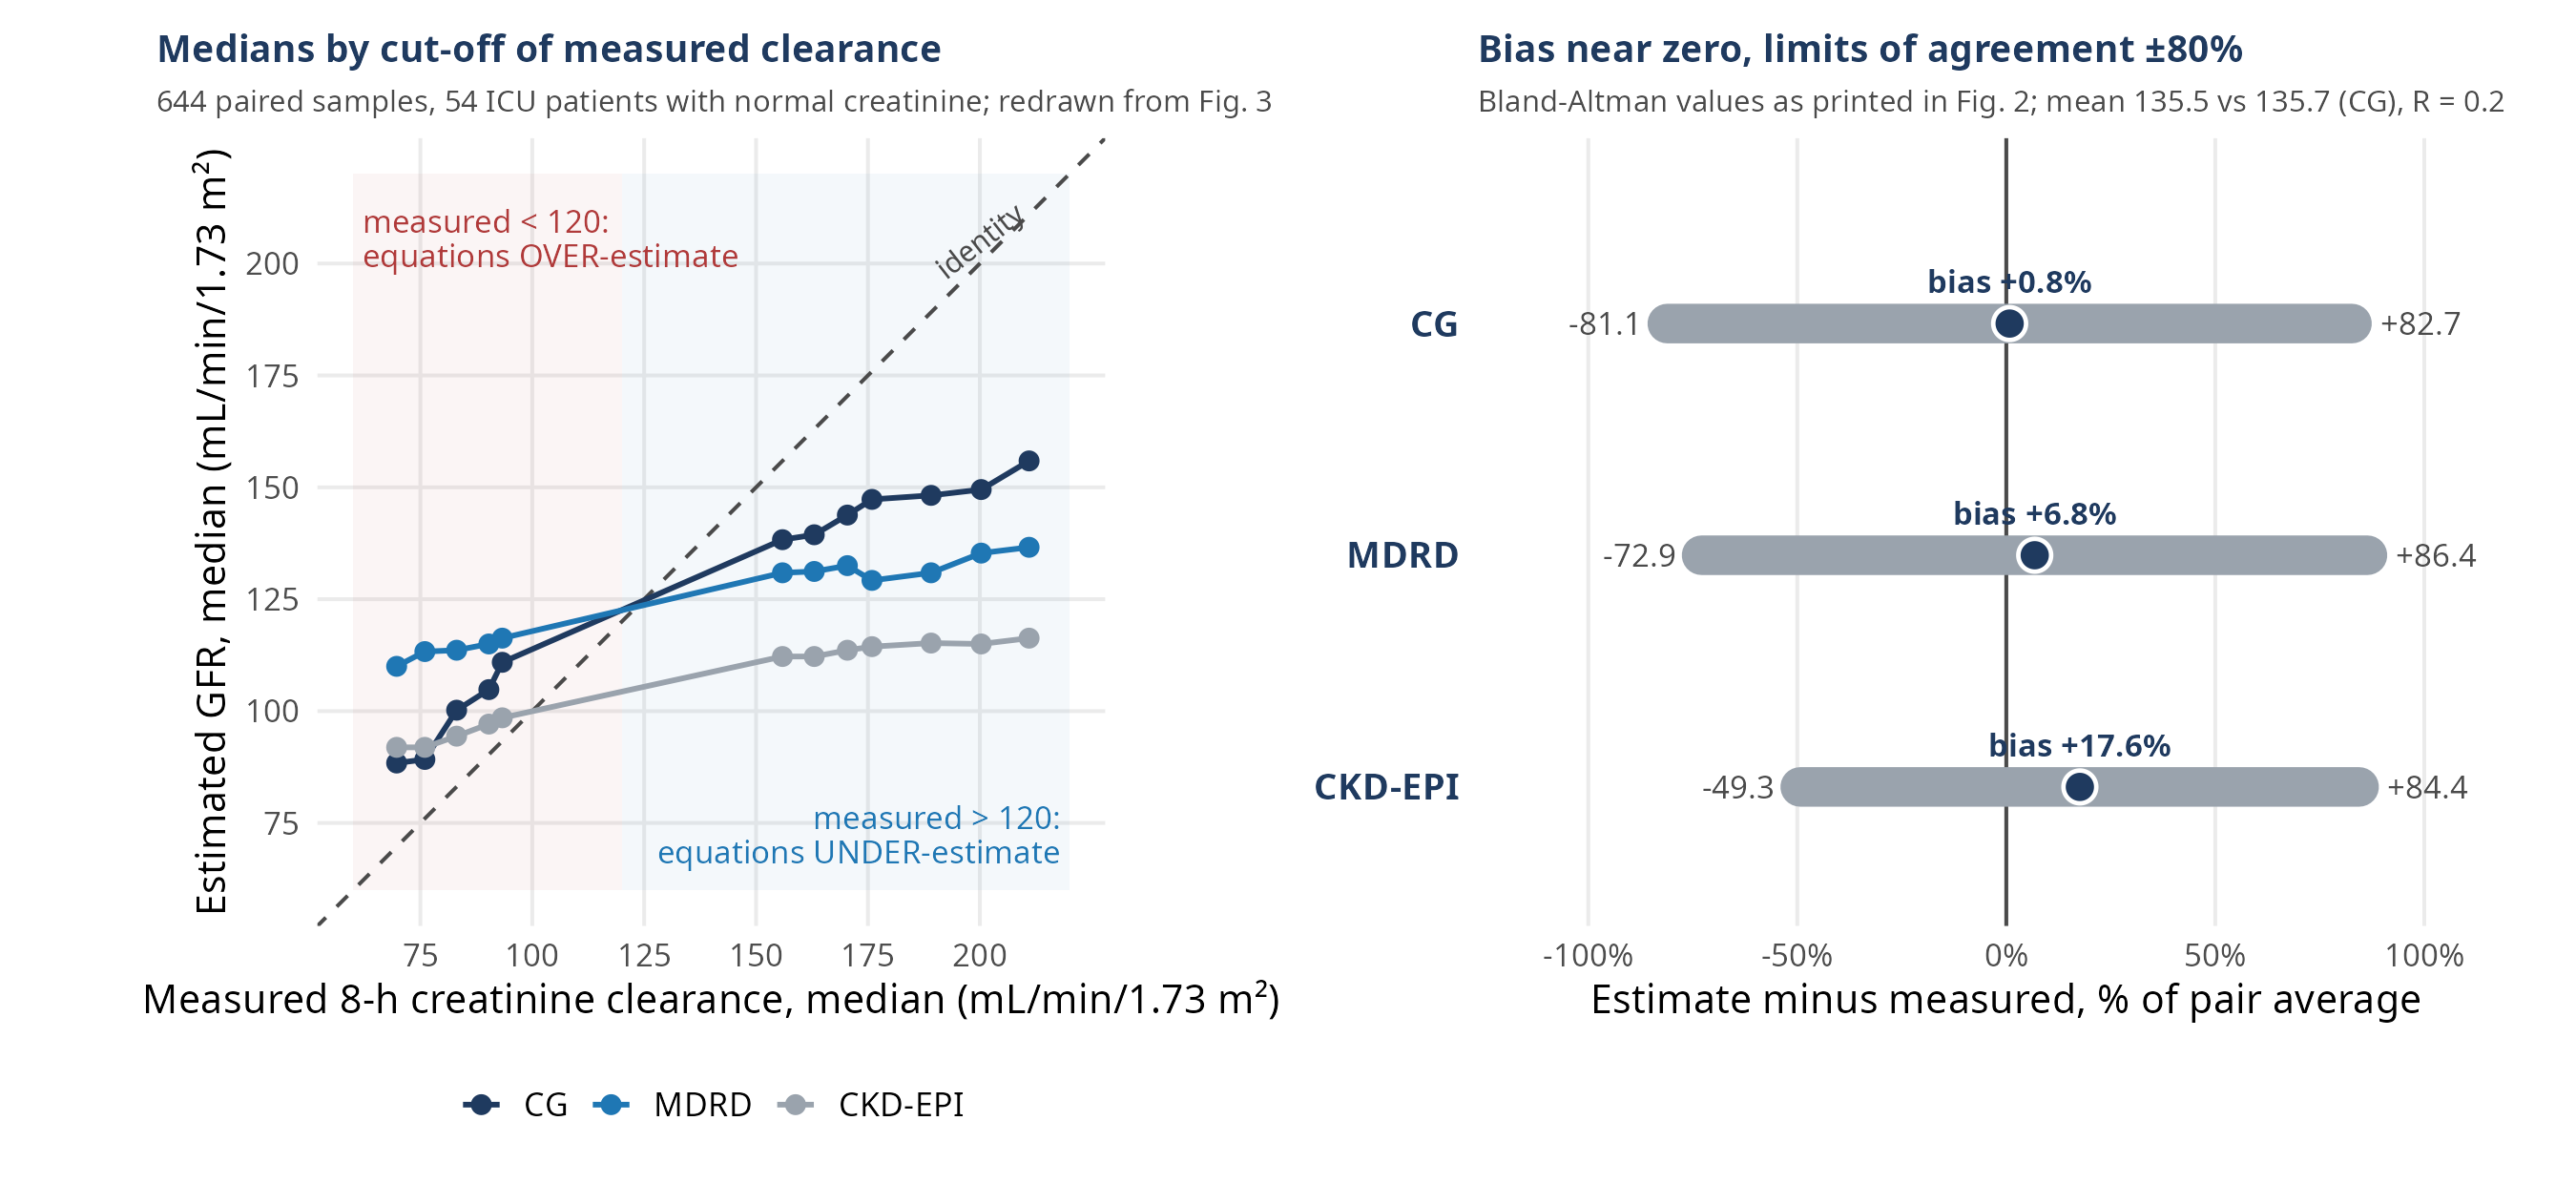 Medians by cut-off of measured clearance
644 paired samples, 54 ICU patients with normal creatinine; redrawn from Fig. 3
Estimated GFR, median (mL/min/1.73 m²)
200
175
150
125
100
75
measured < 120:
equations OVER-estimate
identity
measured > 120:
equations UNDER-estimate
75 100 125 150 175 200
Measured 8-h creatinine clearance, median (mL/min/1.73 m²)
CG MDRD CKD-EPI
Bias near zero, limits of agreement ±80%
Bland-Altman values as printed in Fig. 2; mean 135.5 vs 135.7 (CG), R = 0.2
bias +0.8%
CG -81.1 +82.7
bias +6.8%
MDRD -72.9 +86.4
bias +17.6%
CKD-EPI -49.3 +84.4
-100% -50% 0% 50% 100%
Estimate minus measured, % of pair average